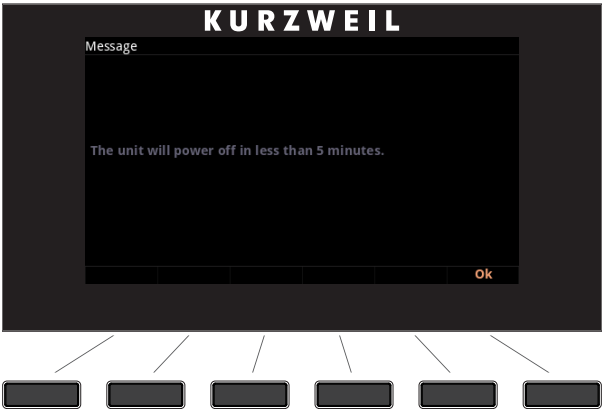 KURZWEIL
Message
The unit will power off in less than 5 minutes.
Ok